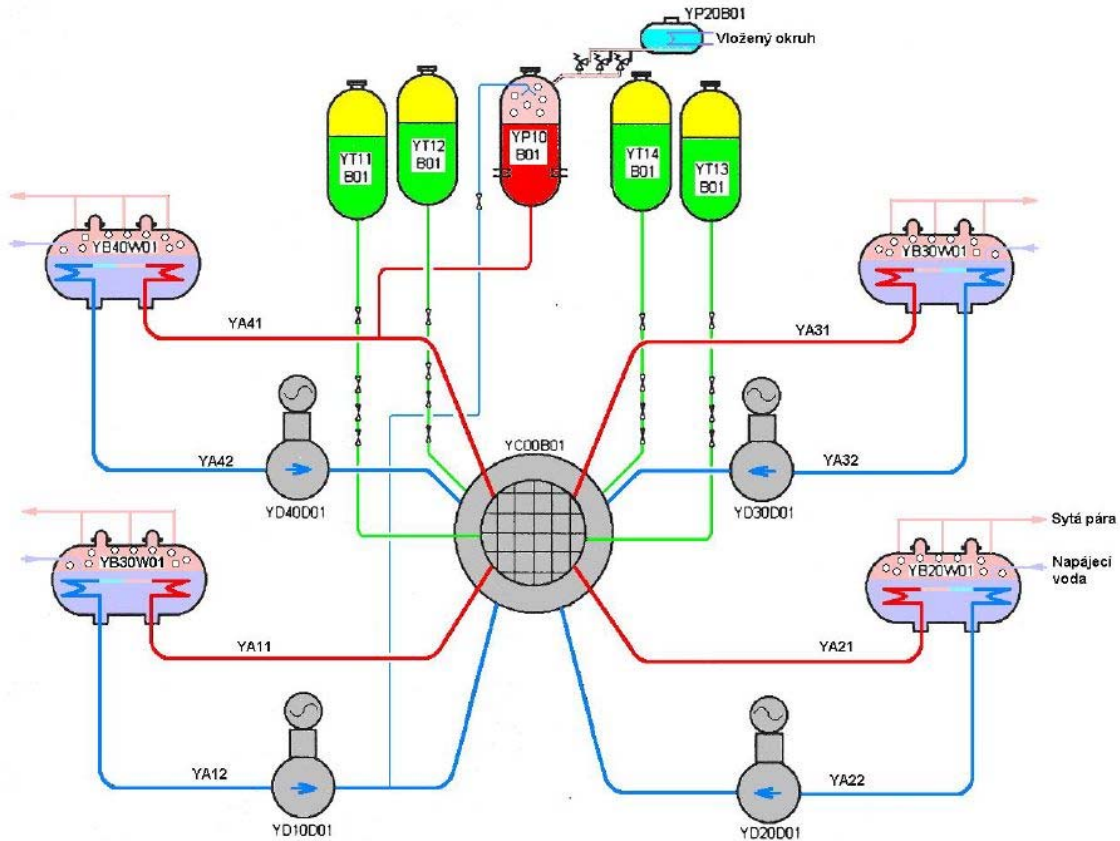 YP20B01
Vložený okruh
YT11
B01
YT12
B01
YP10
B01
YT14
B01
YT13
B01
YB40W01
YB30W01
YA41
YA31
YC00B01
YA42
YA32
YD40D01
YD30D01
Sytá pára
YB30W01
YB20W01
Napájecí
voda
YA11
YA21
YA12
YA22
YD10D01
YD20D01